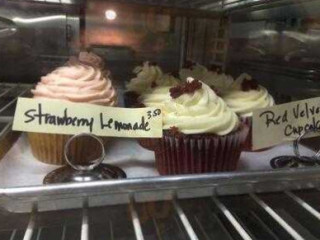 Strawberry Lemonade 3.50
Red Velvet
Cupcake